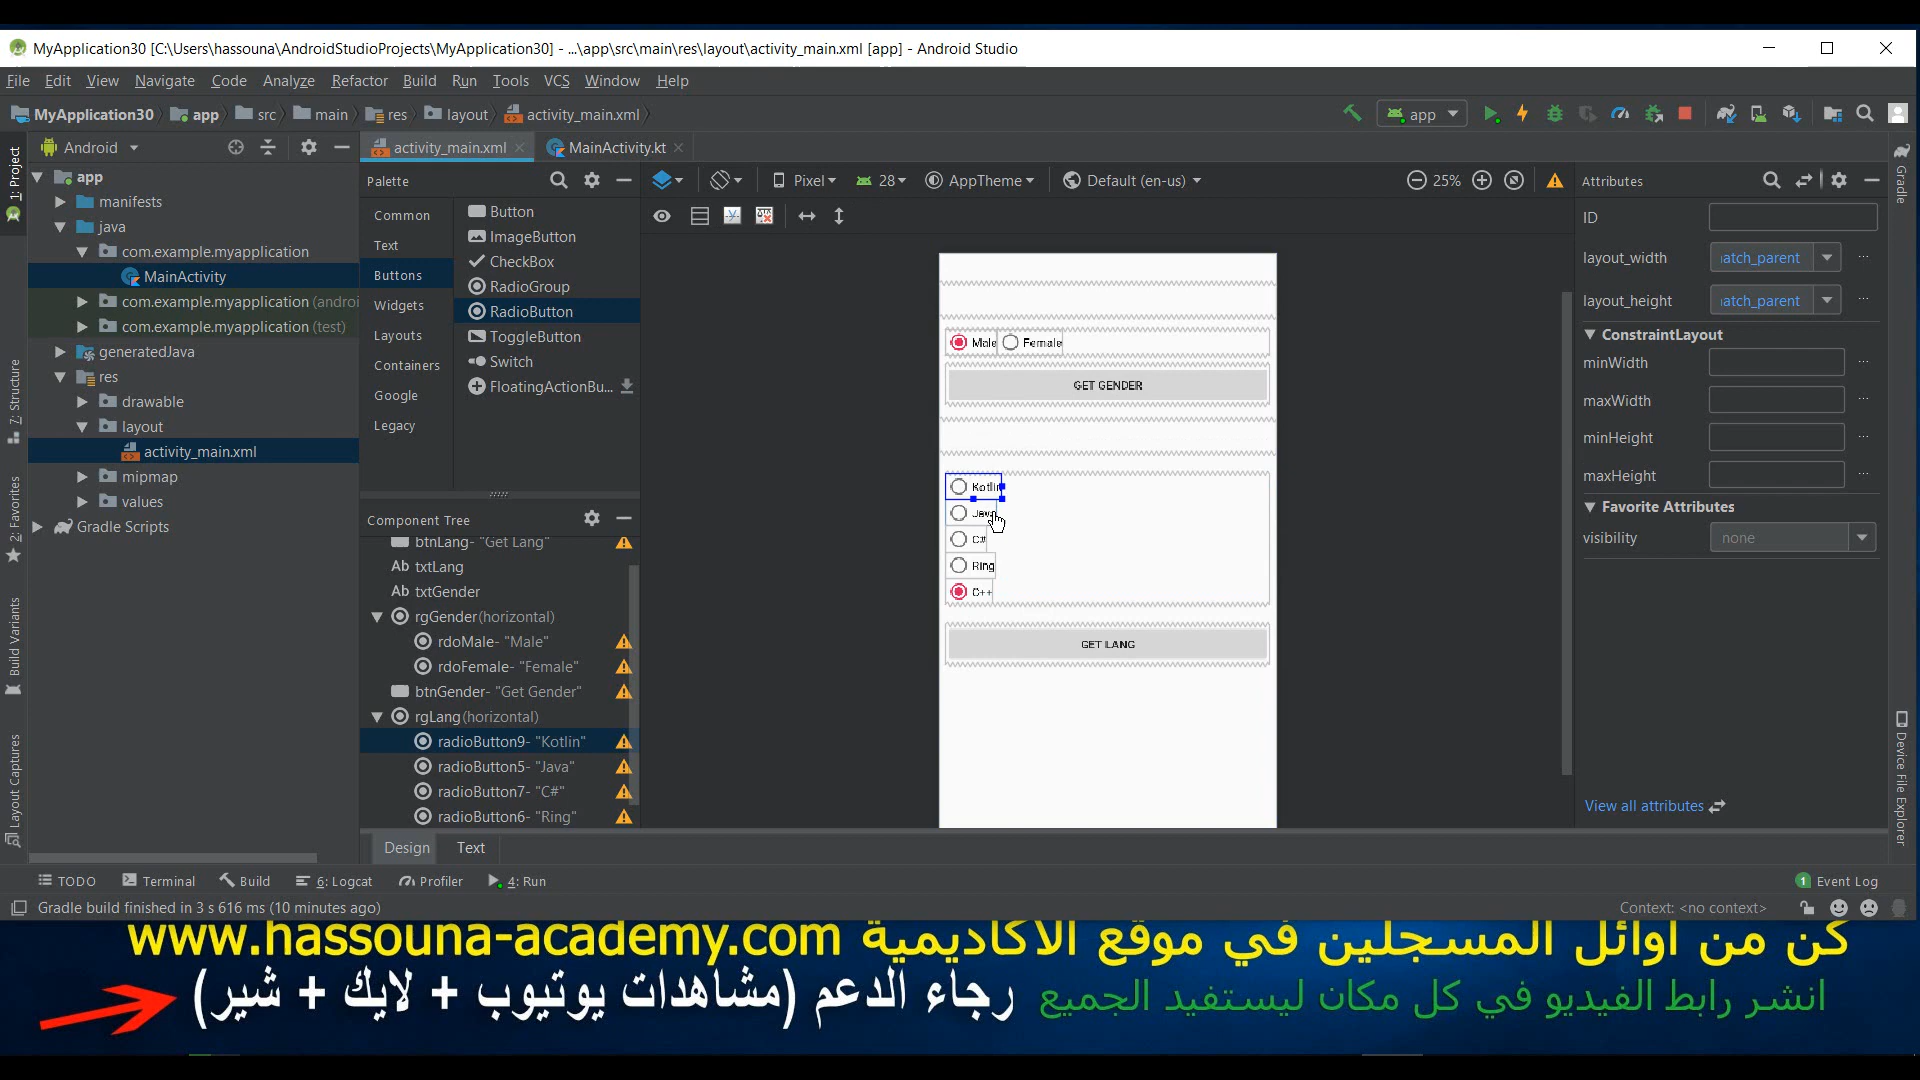 MyApplication30 [C:\Users\hassouna\AndroidStudioProjects\MyApplication30] - ...\app\src\main\res\layout\activity_main.xml [app] - Android Studio
File Edit View Navigate Code Analyze Refactor Build Run Tools VCS Window Help
MyApplication30 app src main res layout activity_main.xml
app
1: Project
7: Structure
2: Favorites
Build Variants
Layout Captures
Android
app
manifests
java
com.example.myapplication
MainActivity
com.example.myapplication (androi
com.example.myapplication (test)
generatedJava
res
drawable
layout
activity_main.xml
mipmap
values
Gradle Scripts
activity_main.xml MainActivity.kt
Palette
Common
Text
Buttons
Widgets
Layouts
Containers
Google
Legacy
Button
ImageButton
CheckBox
RadioGroup
RadioButton
ToggleButton
Switch
FloatingActionBu...
Component Tree
btnLang- "Get Lang"
Ab txtLang
Ab txtGender
rgGender(horizontal)
rdoMale- "Male"
rdoFemale- "Female"
btnGender- "Get Gender"
rgLang(horizontal)
radioButton9- "Kotlin"
radioButton5- "Java"
radioButton7- "C#"
radioButton6- "Ring"
Pixel 28 AppTheme Default (en-us) 25%
Male Female
GET GENDER
Kotlin
Java
C#
Ring
C++
GET LANG
Attributes
ID
layout_width atch_parent
layout_height atch_parent
ConstraintLayout
minWidth
maxWidth
minHeight
maxHeight
Favorite Attributes
visibility none
View all attributes
Gradle
Device File Explorer
Design Text
TODO Terminal Build 6: Logcat Profiler 4: Run
1 Event Log
Gradle build finished in 3 s 616 ms (10 minutes ago)
Context: <no context>
كن من اوائل المسجلين في موقع الاكاديمية www.hassouna-academy.com
انشر رابط الفيديو في كل مكان ليستفيد الجميع
رجاء الدعم (مشاهدات يوتيوب + لايك + شير)